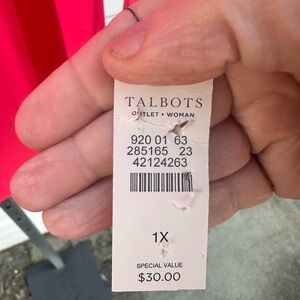 TALBOTS
OUTLET • WOMAN
920 01 63
285165 23
42124263
1X
SPECIAL VALUE
$30.00